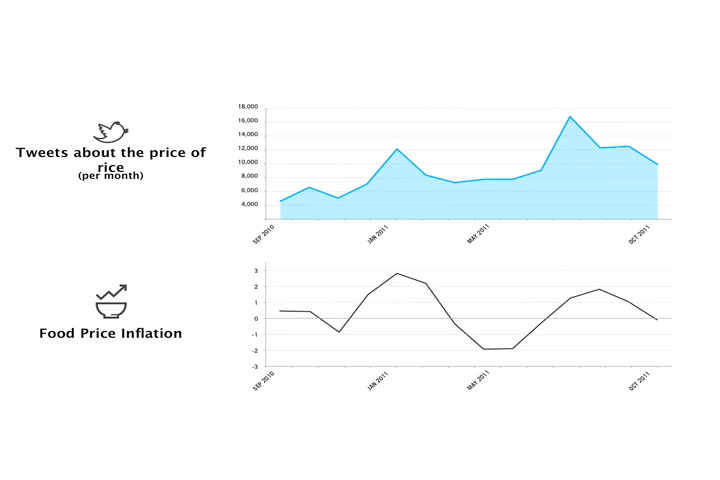 Tweets about the price of
rice
(per month)
18,000
16,000
14,000
12,000
10,000
8,000
6,000
4,000
SEP 2010
JAN 2011
MAY 2011
OCT 2011
Food Price Inflation
3
2
1
0
-1
-2
-3
SEP 2010
JAN 2011
MAY 2011
OCT 2011